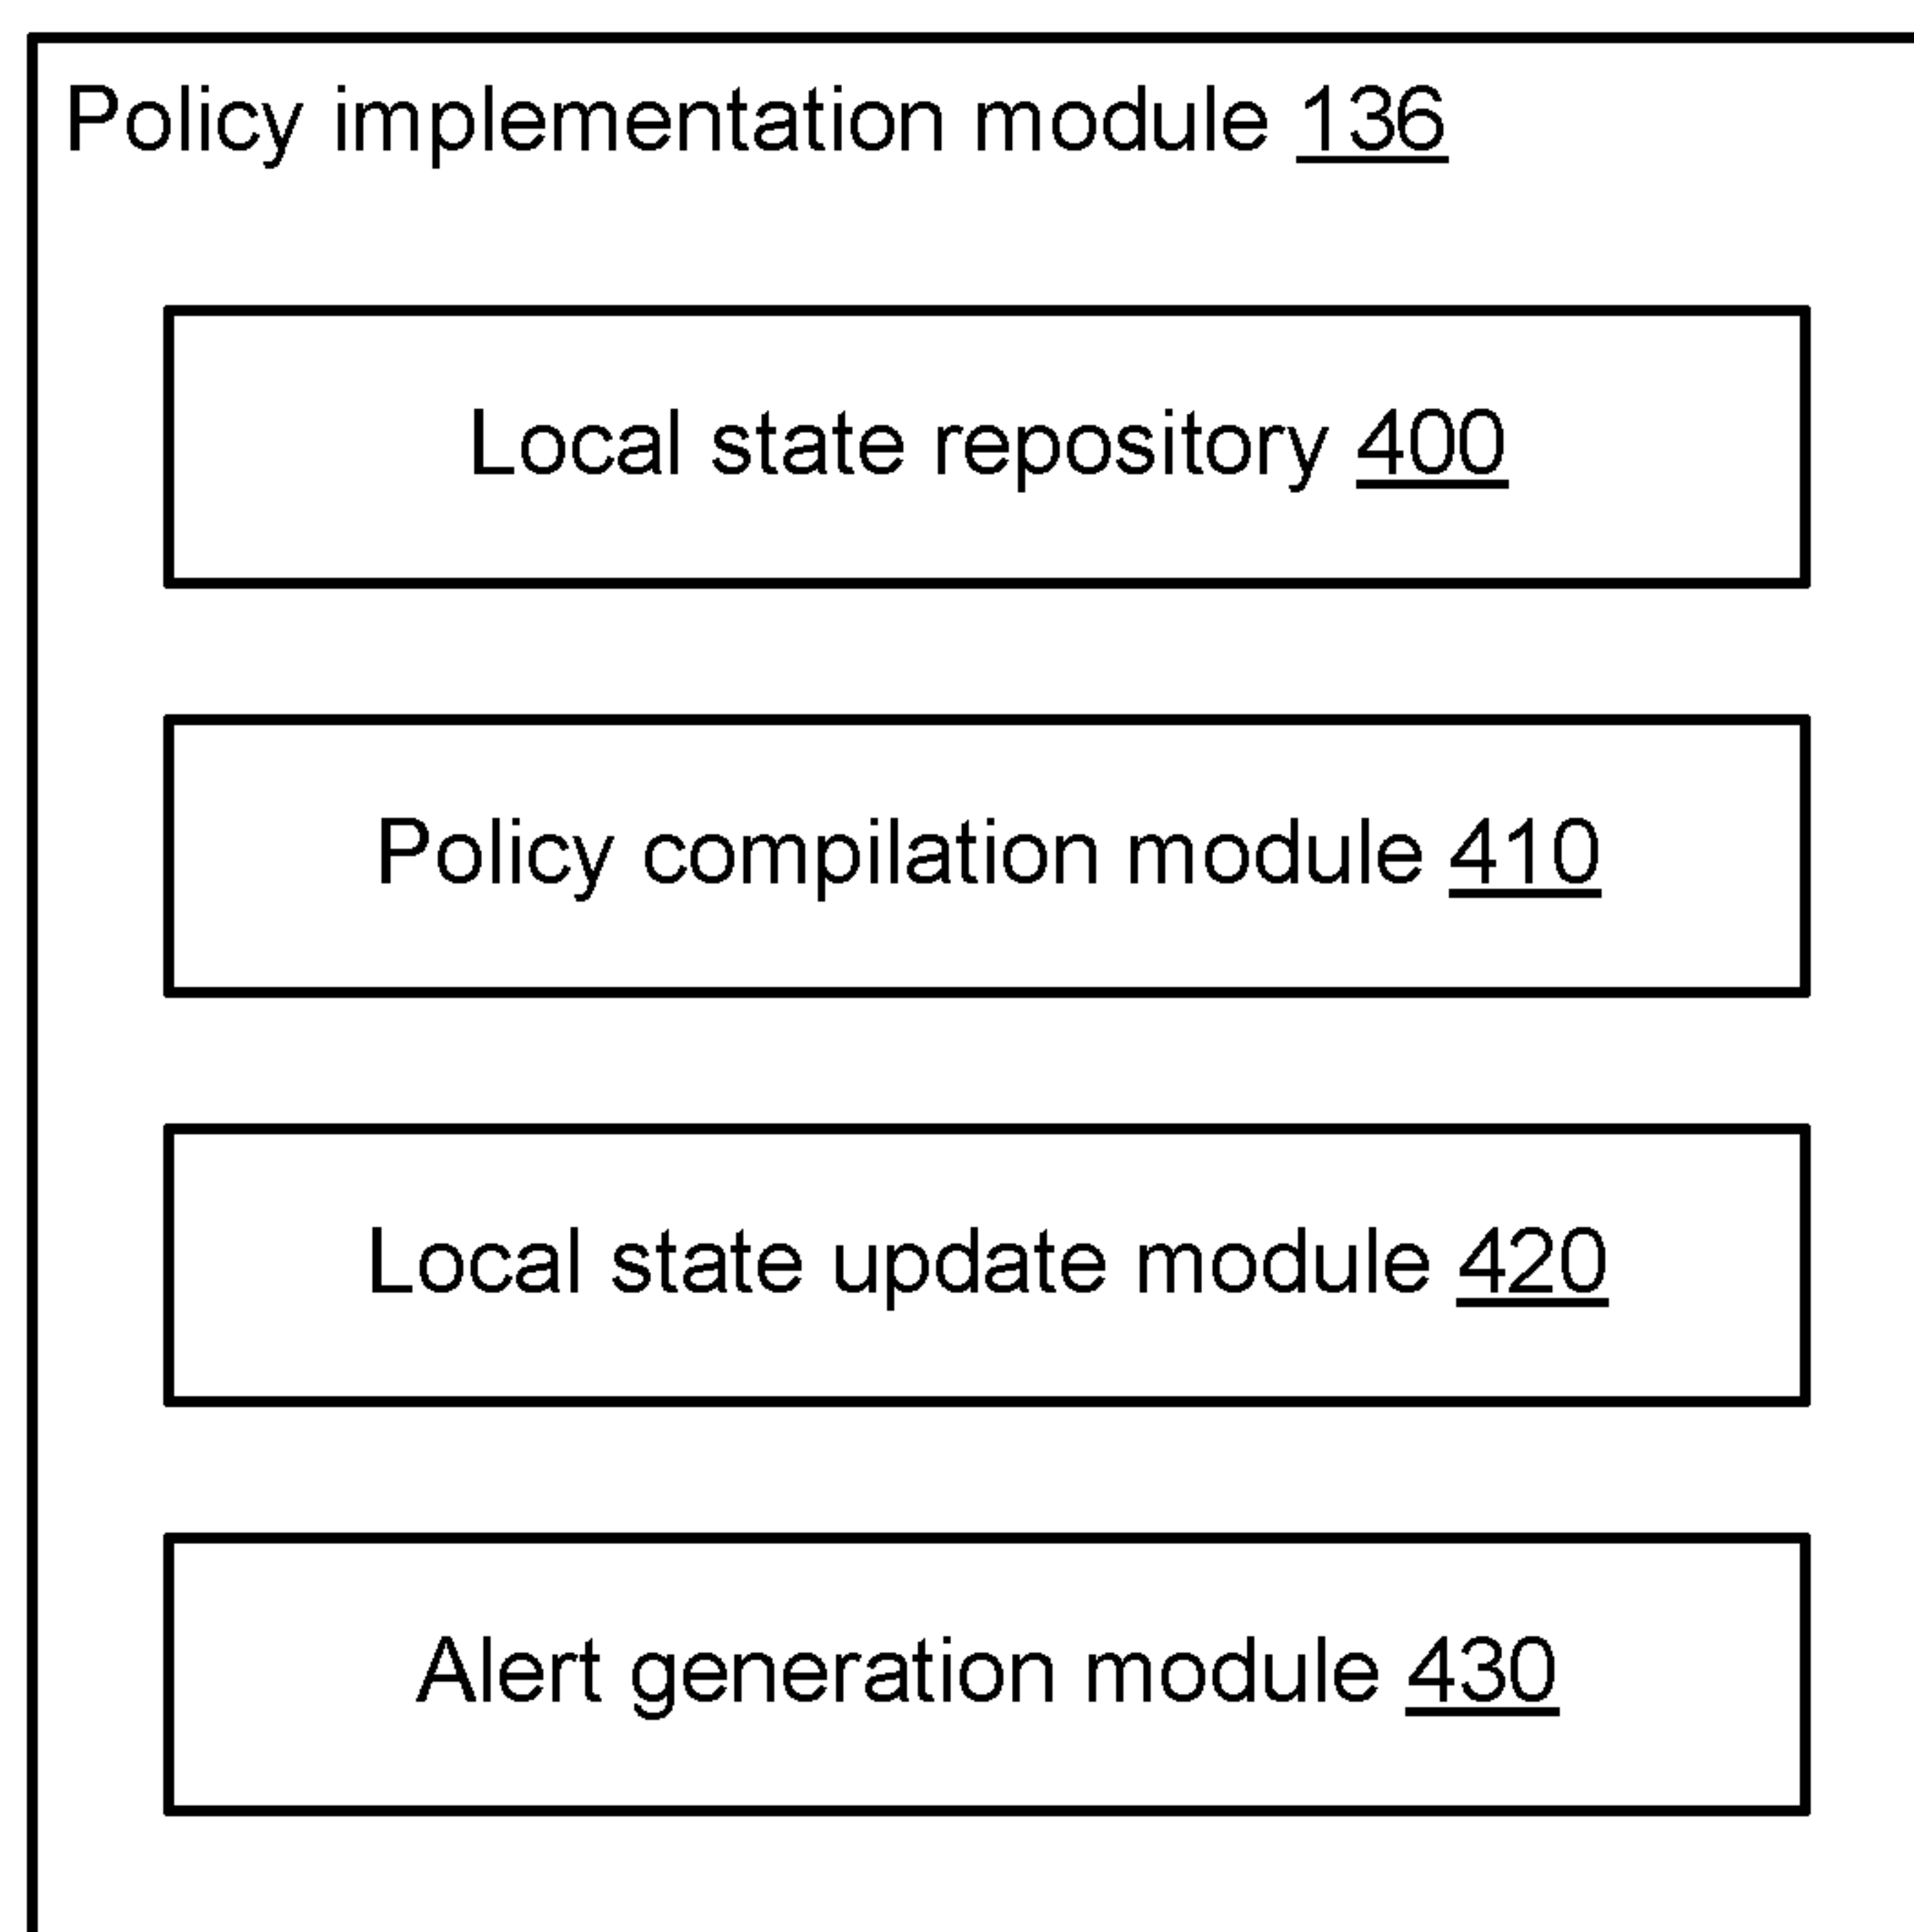 Policy implementation module 136
Local state repository 400
Policy compilation module 410
Local state update module 420
Alert generation module 430